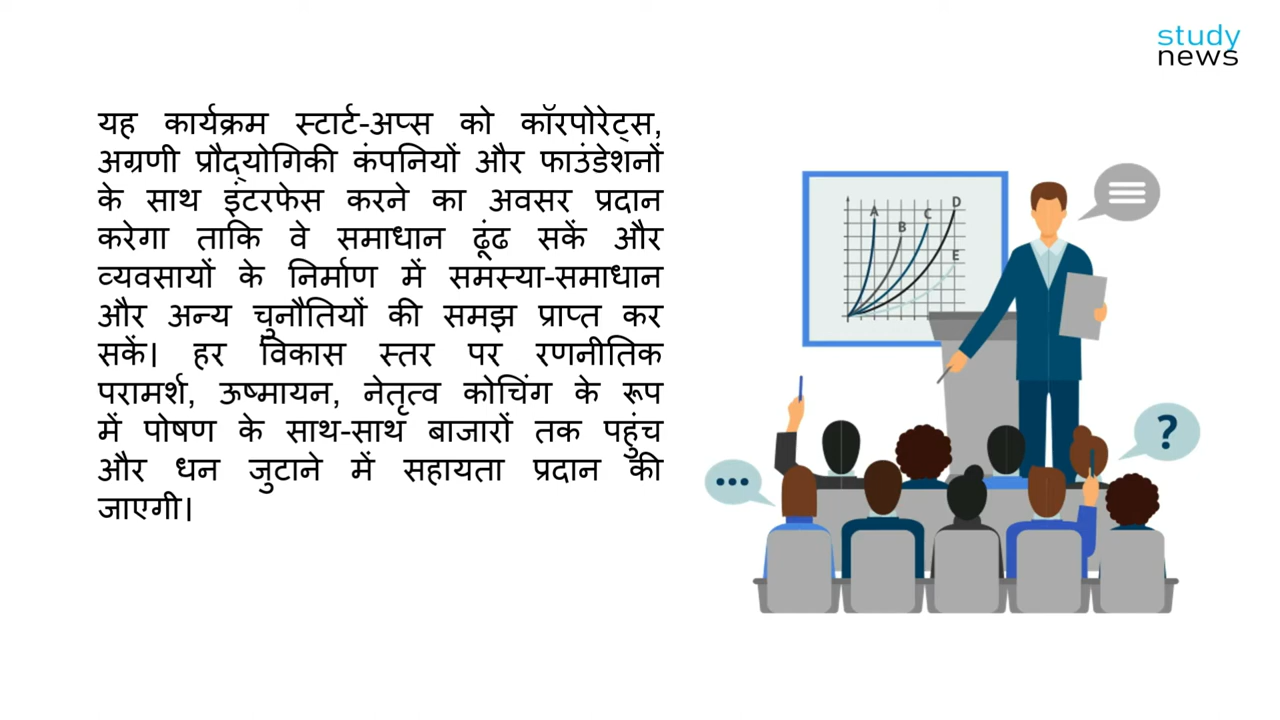 study
news
यह कार्यक्रम स्टार्ट-अप्स को कॉरपोरेट्स,
अग्रणी प्रौद्योगिकी कंपनियों और फाउंडेशनों
के साथ इंटरफेस करने का अवसर प्रदान
करेगा ताकि वे समाधान ढूंढ सकें और
व्यवसायों के निर्माण में समस्या-समाधान
और अन्य चुनौतियों की समझ प्राप्त कर
सकें। हर विकास स्तर पर रणनीतिक
परामर्श, ऊष्मायन, नेतृत्व कोचिंग के रूप
में पोषण के साथ-साथ बाजारों तक पहुंच
और धन जुटाने में सहायता प्रदान की
जाएगी।
A B C D E
?